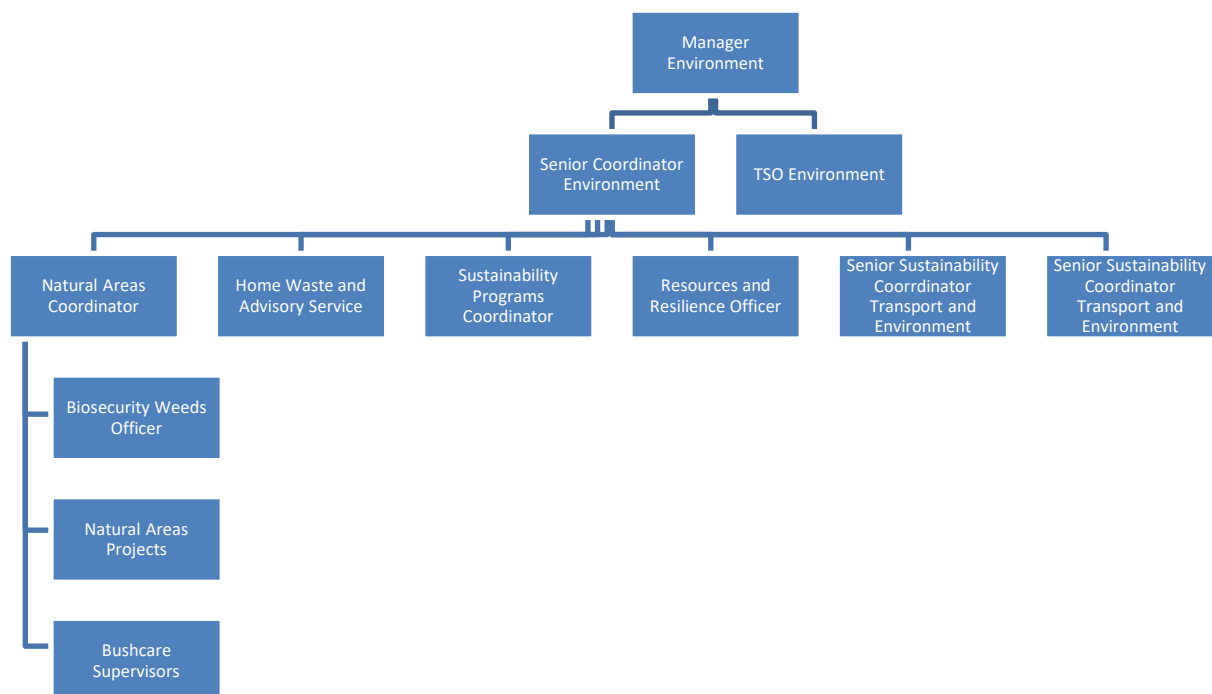 Manager
Environment
Senior Coordinator
Environment
TSO Environment
Natural Areas
Coordinator
Home Waste and
Advisory Service
Sustainability
Programs
Coordinator
Resources and
Resilience Officer
Senior Sustainability
Coorrdinator
Transport and
Environment
Senior Sustainability
Coordinator
Transport and
Environment
Biosecurity Weeds
Officer
Natural Areas
Projects
Bushcare
Supervisors